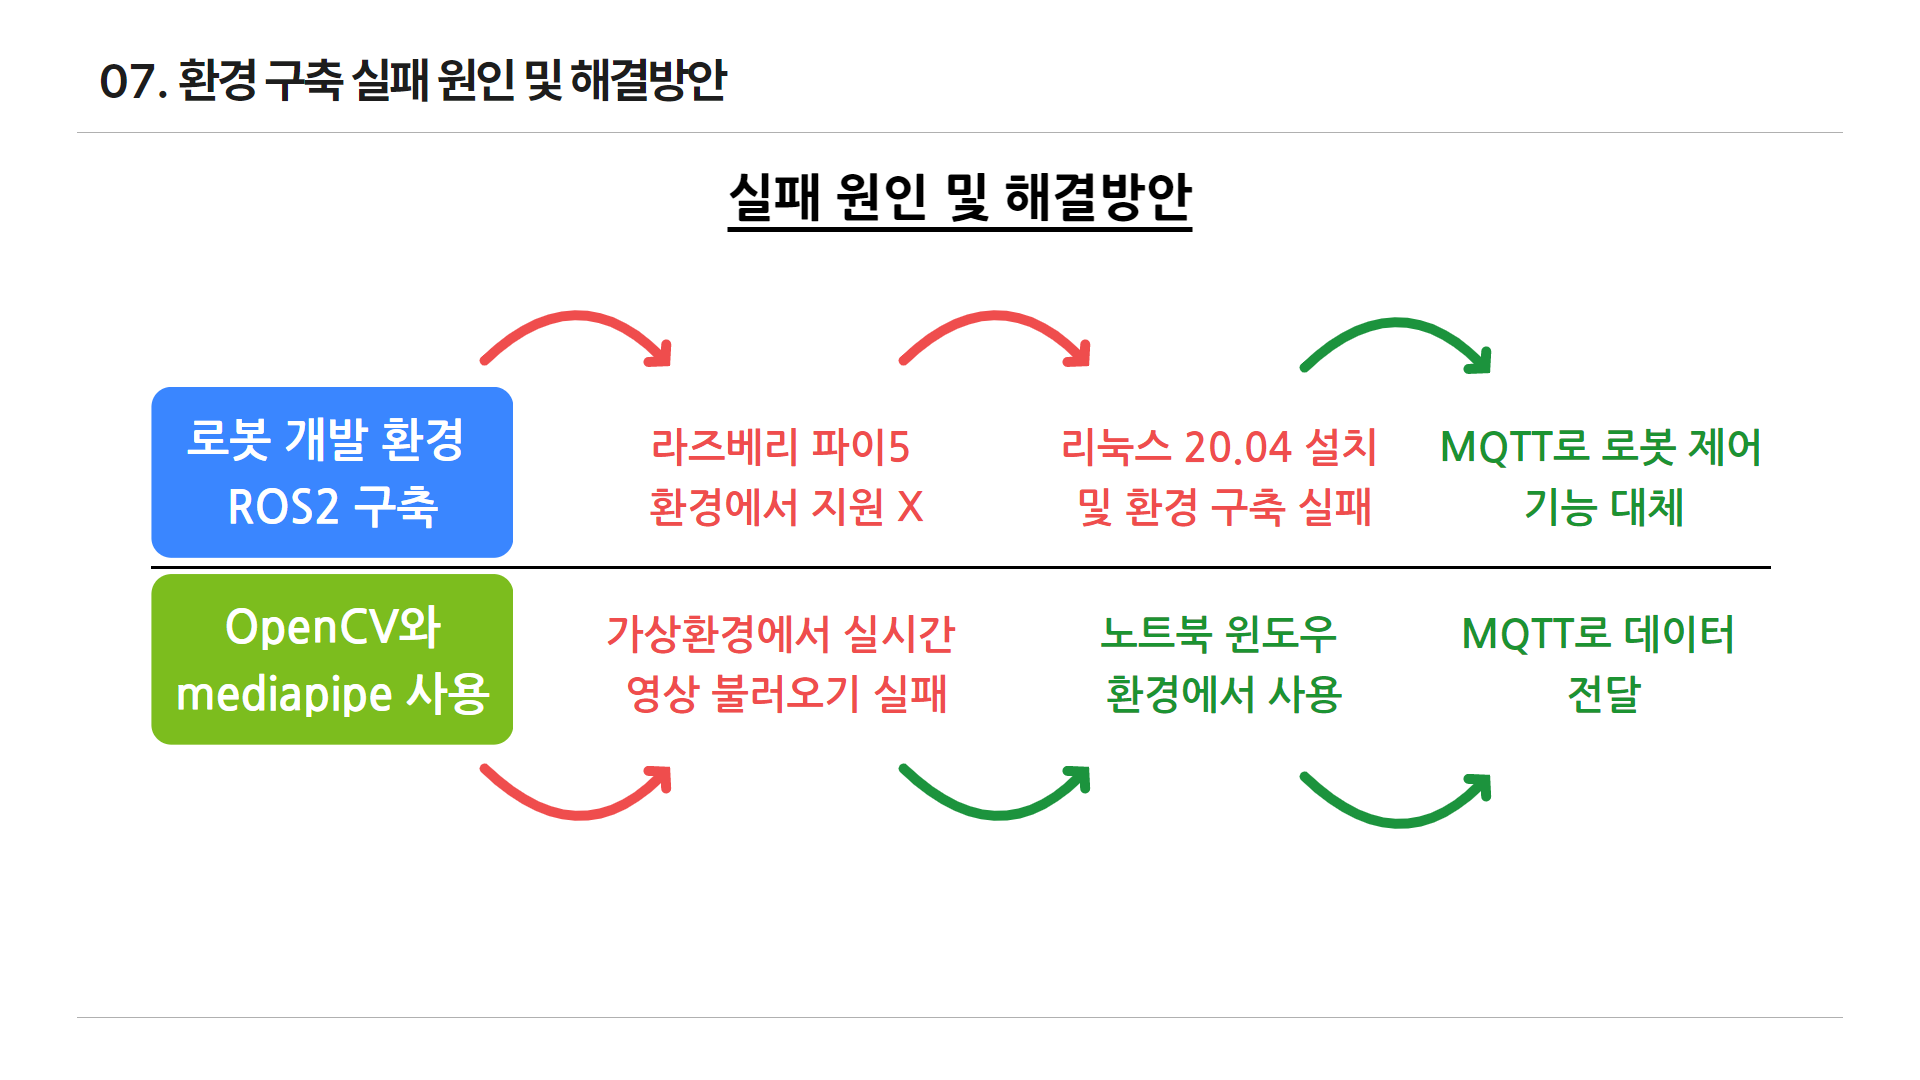 07. 환경 구축 실패 원인 및 해결방안
실패 원인 및 해결방안
로봇 개발 환경
ROS2 구축
라즈베리 파이5
환경에서 지원 X
리눅스 20.04 설치
및 환경 구축 실패
MQTT로 로봇 제어
기능 대체
OpenCV와
mediapipe 사용
가상환경에서 실시간
영상 불러오기 실패
노트북 윈도우
환경에서 사용
MQTT로 데이터
전달